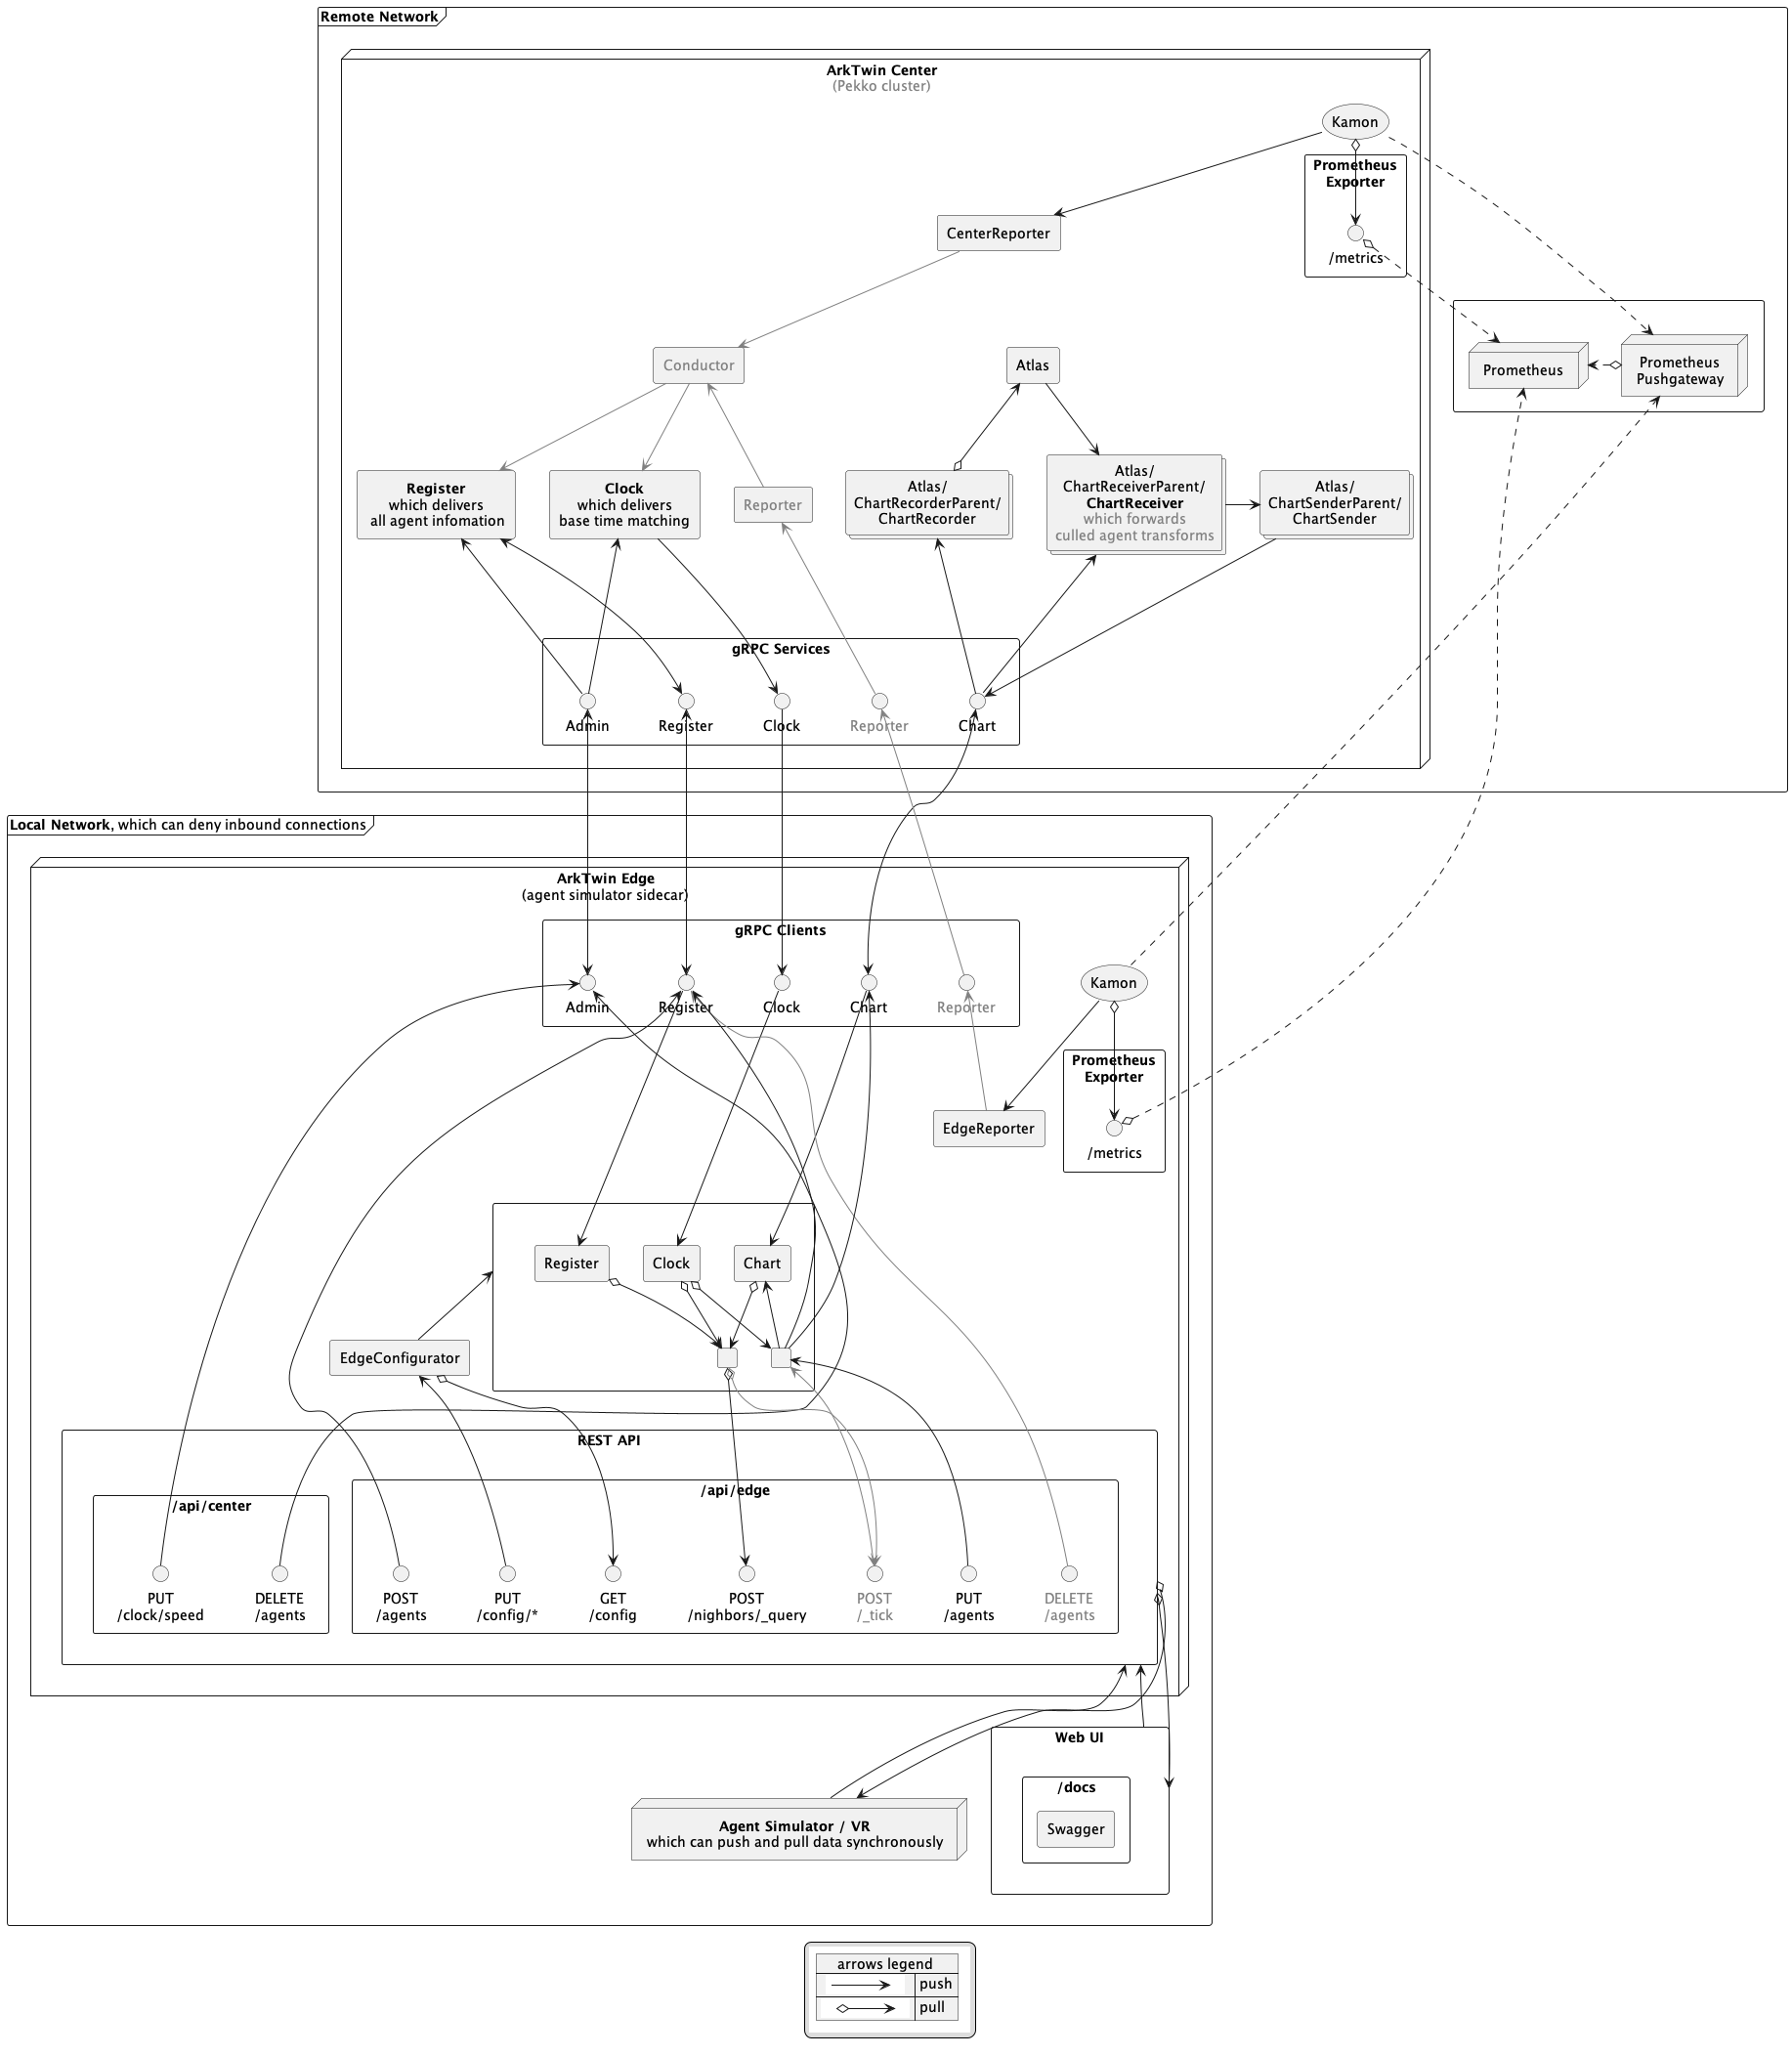 Remote Network
ArkTwin Center
(Pekko cluster)
Kamon
Prometheus
Exporter
/metrics
CenterReporter
Conductor
Atlas
Prometheus
Prometheus
Pushgateway
Register
which delivers
all agent infomation
Clock
which delivers
base time matching
Reporter
Atlas/
ChartRecorderParent/
ChartRecorder
Atlas/
ChartReceiverParent/
ChartReceiver
which forwards
culled agent transforms
Atlas/
ChartSenderParent/
ChartSender
gRPC Services
Admin
Register
Clock
Reporter
Chart
Local Network, which can deny inbound connections
ArkTwin Edge
(agent simulator sidecar)
gRPC Clients
Admin
Register
Clock
Chart
Reporter
Kamon
Prometheus
Exporter
/metrics
EdgeReporter
Register
Clock
Chart
EdgeConfigurator
REST API
/api/center
PUT
/clock/speed
DELETE
/agents
/api/edge
POST
/agents
PUT
/config/*
GET
/config
POST
/nighbors/_query
POST
/_tick
PUT
/agents
DELETE
/agents
Web UI
/docs
Swagger
Agent Simulator / VR
which can push and pull data synchronously
arrows legend
push
pull